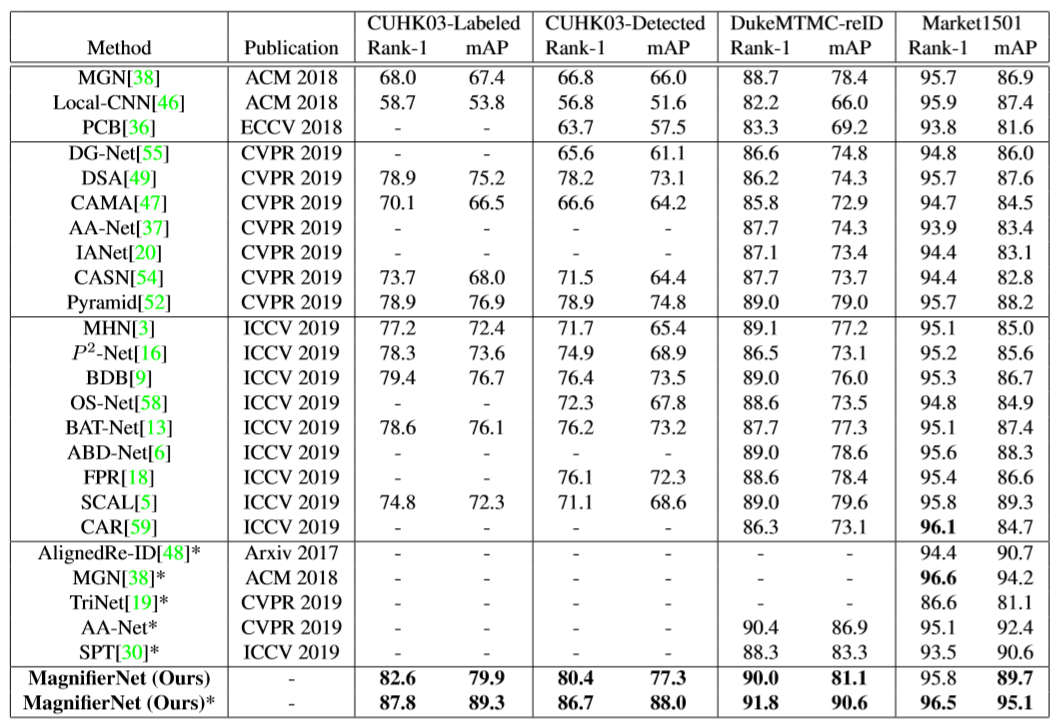 CUHK03-Labeled CUHK03-Detected DukeMTMC-reID Market1501
Method Publication Rank-1 mAP Rank-1 mAP Rank-1 mAP Rank-1 mAP
MGN[38] ACM 2018 68.0 67.4 66.8 66.0 88.7 78.4 95.7 86.9
Local-CNN[46] ACM 2018 58.7 53.8 56.8 51.6 82.2 66.0 95.9 87.4
PCB[36] ECCV 2018 - - 63.7 57.5 83.3 69.2 93.8 81.6
DG-Net[55] CVPR 2019 - - 65.6 61.1 86.6 74.8 94.8 86.0
DSA[49] CVPR 2019 78.9 75.2 78.2 73.1 86.2 74.3 95.7 87.6
CAMA[47] CVPR 2019 70.1 66.5 66.6 64.2 85.8 72.9 94.7 84.5
AA-Net[37] CVPR 2019 - - - - 87.7 74.3 93.9 83.4
IANet[20] CVPR 2019 - - - - 87.1 73.4 94.4 83.1
CASN[54] CVPR 2019 73.7 68.0 71.5 64.4 87.7 73.7 94.4 82.8
Pyramid[52] CVPR 2019 78.9 76.9 78.9 74.8 89.0 79.0 95.7 88.2
MHN[3] ICCV 2019 77.2 72.4 71.7 65.4 89.1 77.2 95.1 85.0
P²-Net[16] ICCV 2019 78.3 73.6 74.9 68.9 86.5 73.1 95.2 85.6
BDB[9] ICCV 2019 79.4 76.7 76.4 73.5 89.0 76.0 95.3 86.7
OS-Net[58] ICCV 2019 - - 72.3 67.8 88.6 73.5 94.8 84.9
BAT-Net[13] ICCV 2019 78.6 76.1 76.2 73.2 87.7 77.3 95.1 87.4
ABD-Net[6] ICCV 2019 - - - - 89.0 78.6 95.6 88.3
FPR[18] ICCV 2019 - - 76.1 72.3 88.6 78.4 95.4 86.6
SCAL[5] ICCV 2019 74.8 72.3 71.1 68.6 89.0 79.6 95.8 89.3
CAR[59] ICCV 2019 - - - - 86.3 73.1 96.1 84.7
AlignedRe-ID[48]* Arxiv 2017 - - - - - - 94.4 90.7
MGN[38]* ACM 2018 - - - - - - 96.6 94.2
TriNet[19]* CVPR 2019 - - - - - - 86.6 81.1
AA-Net* CVPR 2019 - - - - 90.4 86.9 95.1 92.4
SPT[30]* ICCV 2019 - - - - 88.3 83.3 93.5 90.6
MagnifierNet (Ours) - 82.6 79.9 80.4 77.3 90.0 81.1 95.8 89.7
MagnifierNet (Ours)* - 87.8 89.3 86.7 88.0 91.8 90.6 96.5 95.1